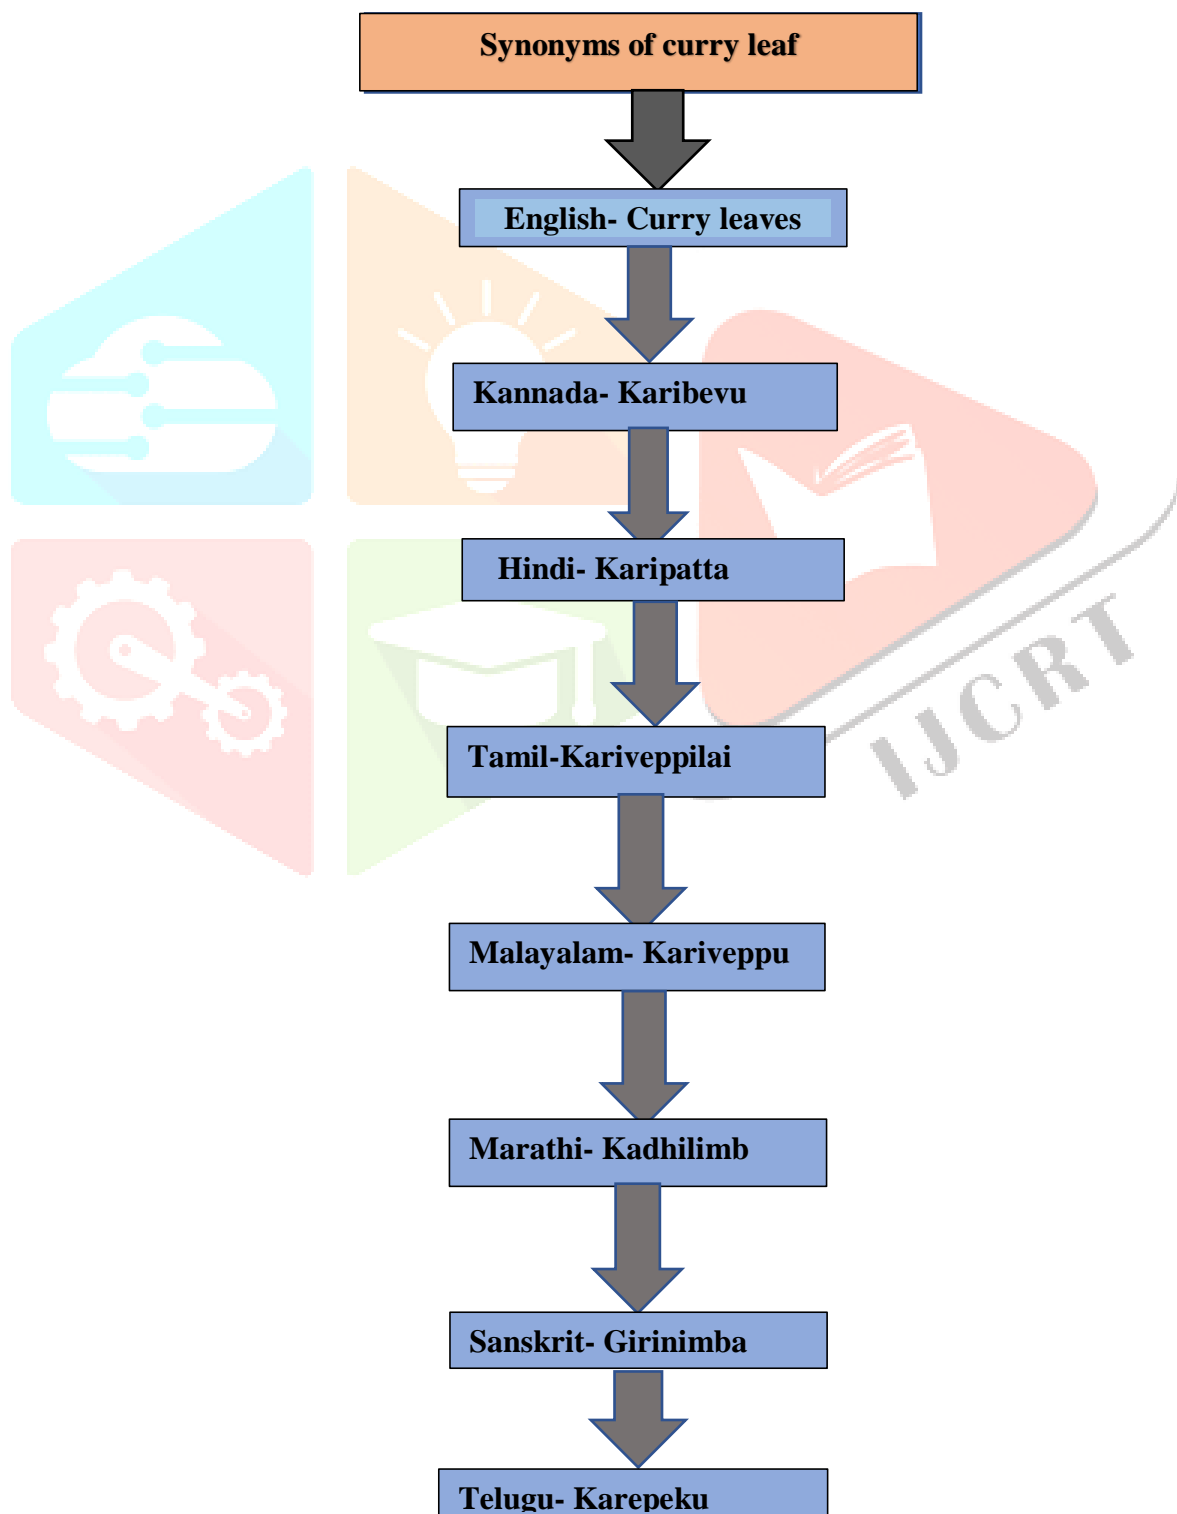 Synonyms of curry leaf
English- Curry leaves
Kannada- Karibevu
Hindi- Karipatta
Tamil-Kariveppilai
Malayalam- Kariveppu
Marathi- Kadhilimb
Sanskrit- Girinimba
Telugu- Karepeku
IJCRT